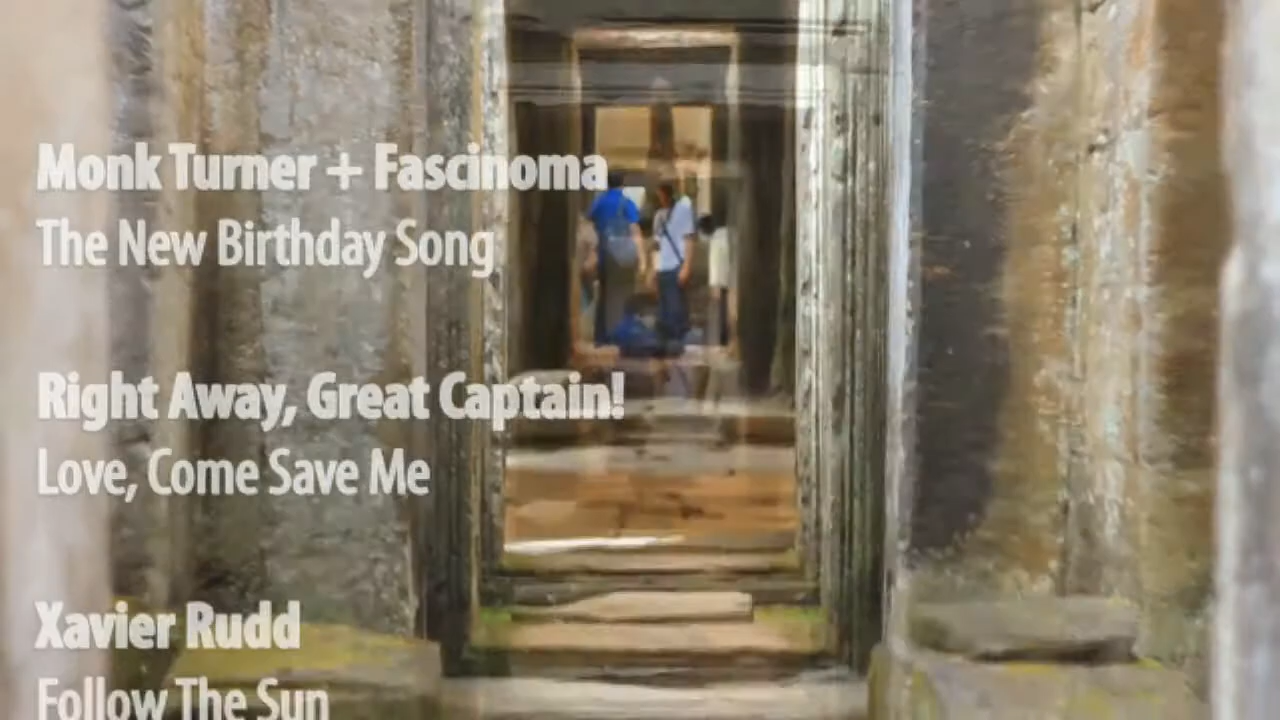 Monk Turner + Fascinoma
The New Birthday Song
Right Away, Great Captain!
Love, Come Save Me
Xavier Rudd
Follow The Sun